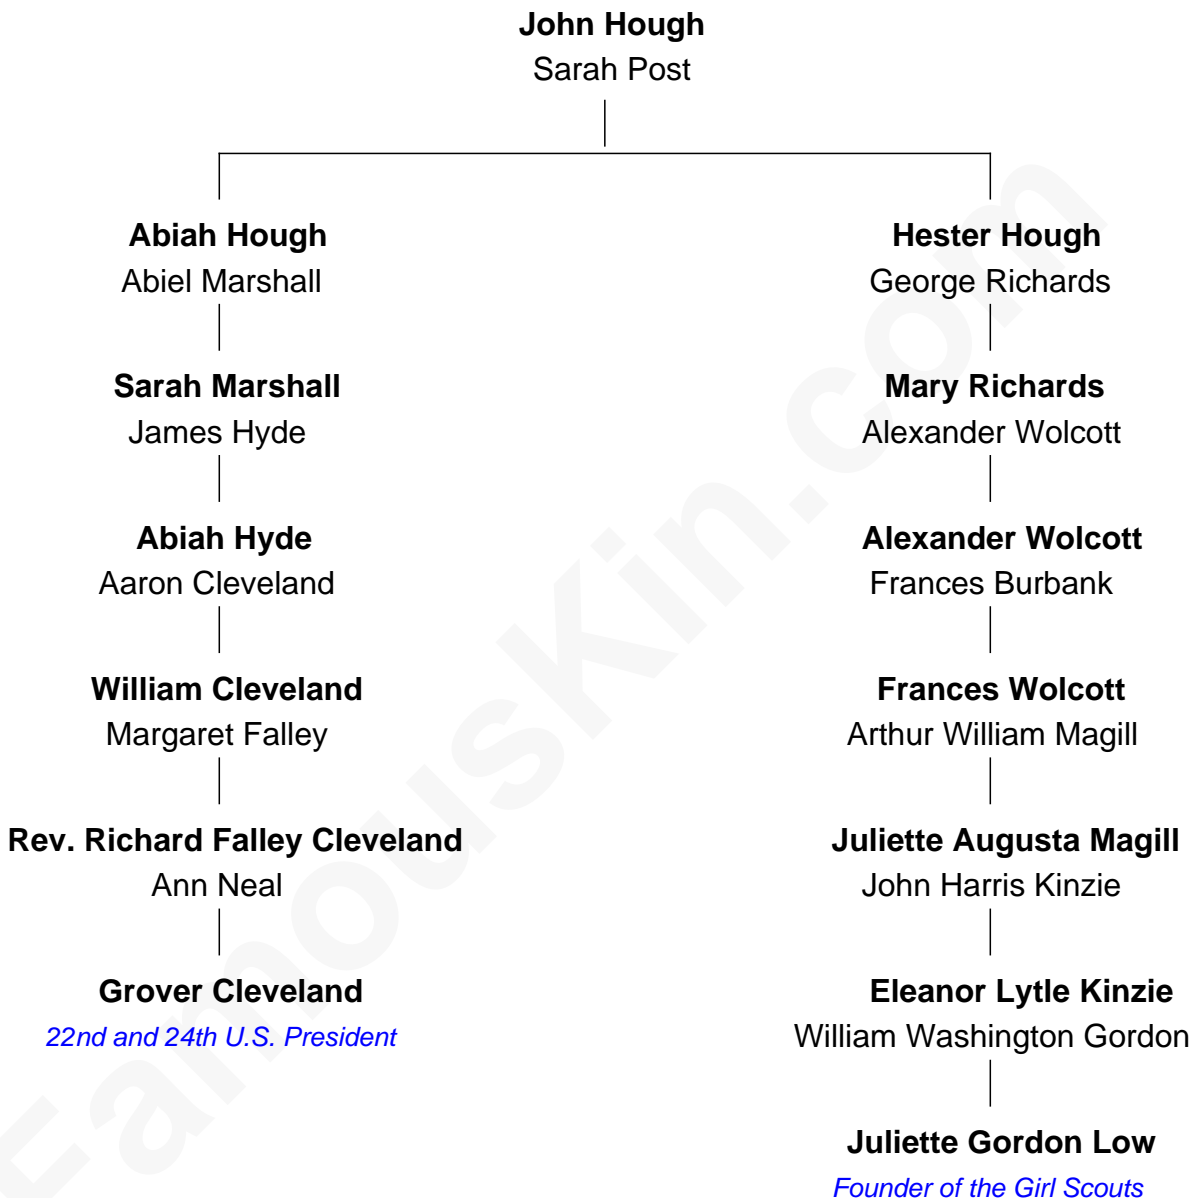 John Hough
Sarah Post
Abiah Hough
Abiel Marshall
Hester Hough
George Richards
Sarah Marshall
James Hyde
Mary Richards
Alexander Wolcott
Abiah Hyde
Aaron Cleveland
Alexander Wolcott
Frances Burbank
William Cleveland
Margaret Falley
Frances Wolcott
Arthur William Magill
Rev. Richard Falley Cleveland
Ann Neal
Juliette Augusta Magill
John Harris Kinzie
Grover Cleveland
22nd and 24th U.S. President
Eleanor Lytle Kinzie
William Washington Gordon
Juliette Gordon Low
Founder of the Girl Scouts
FamousKin.com